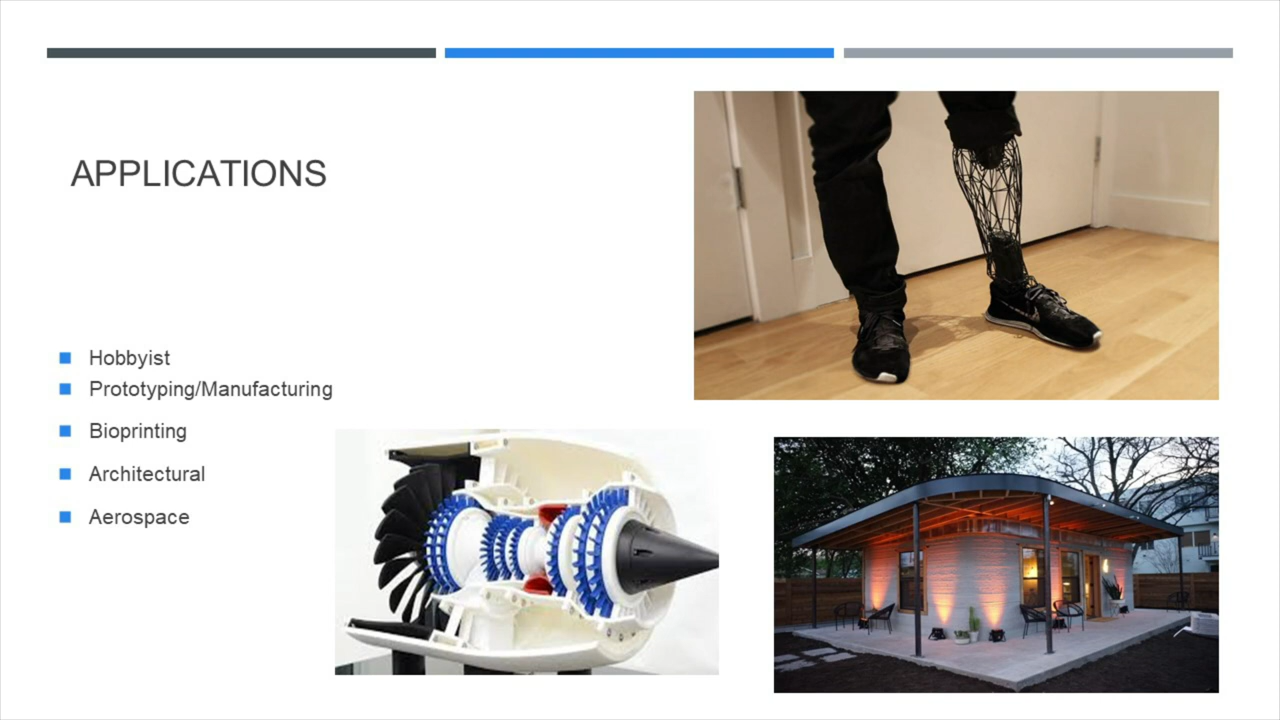 APPLICATIONS
Hobbyist
Prototyping/Manufacturing
Bioprinting
Architectural
Aerospace